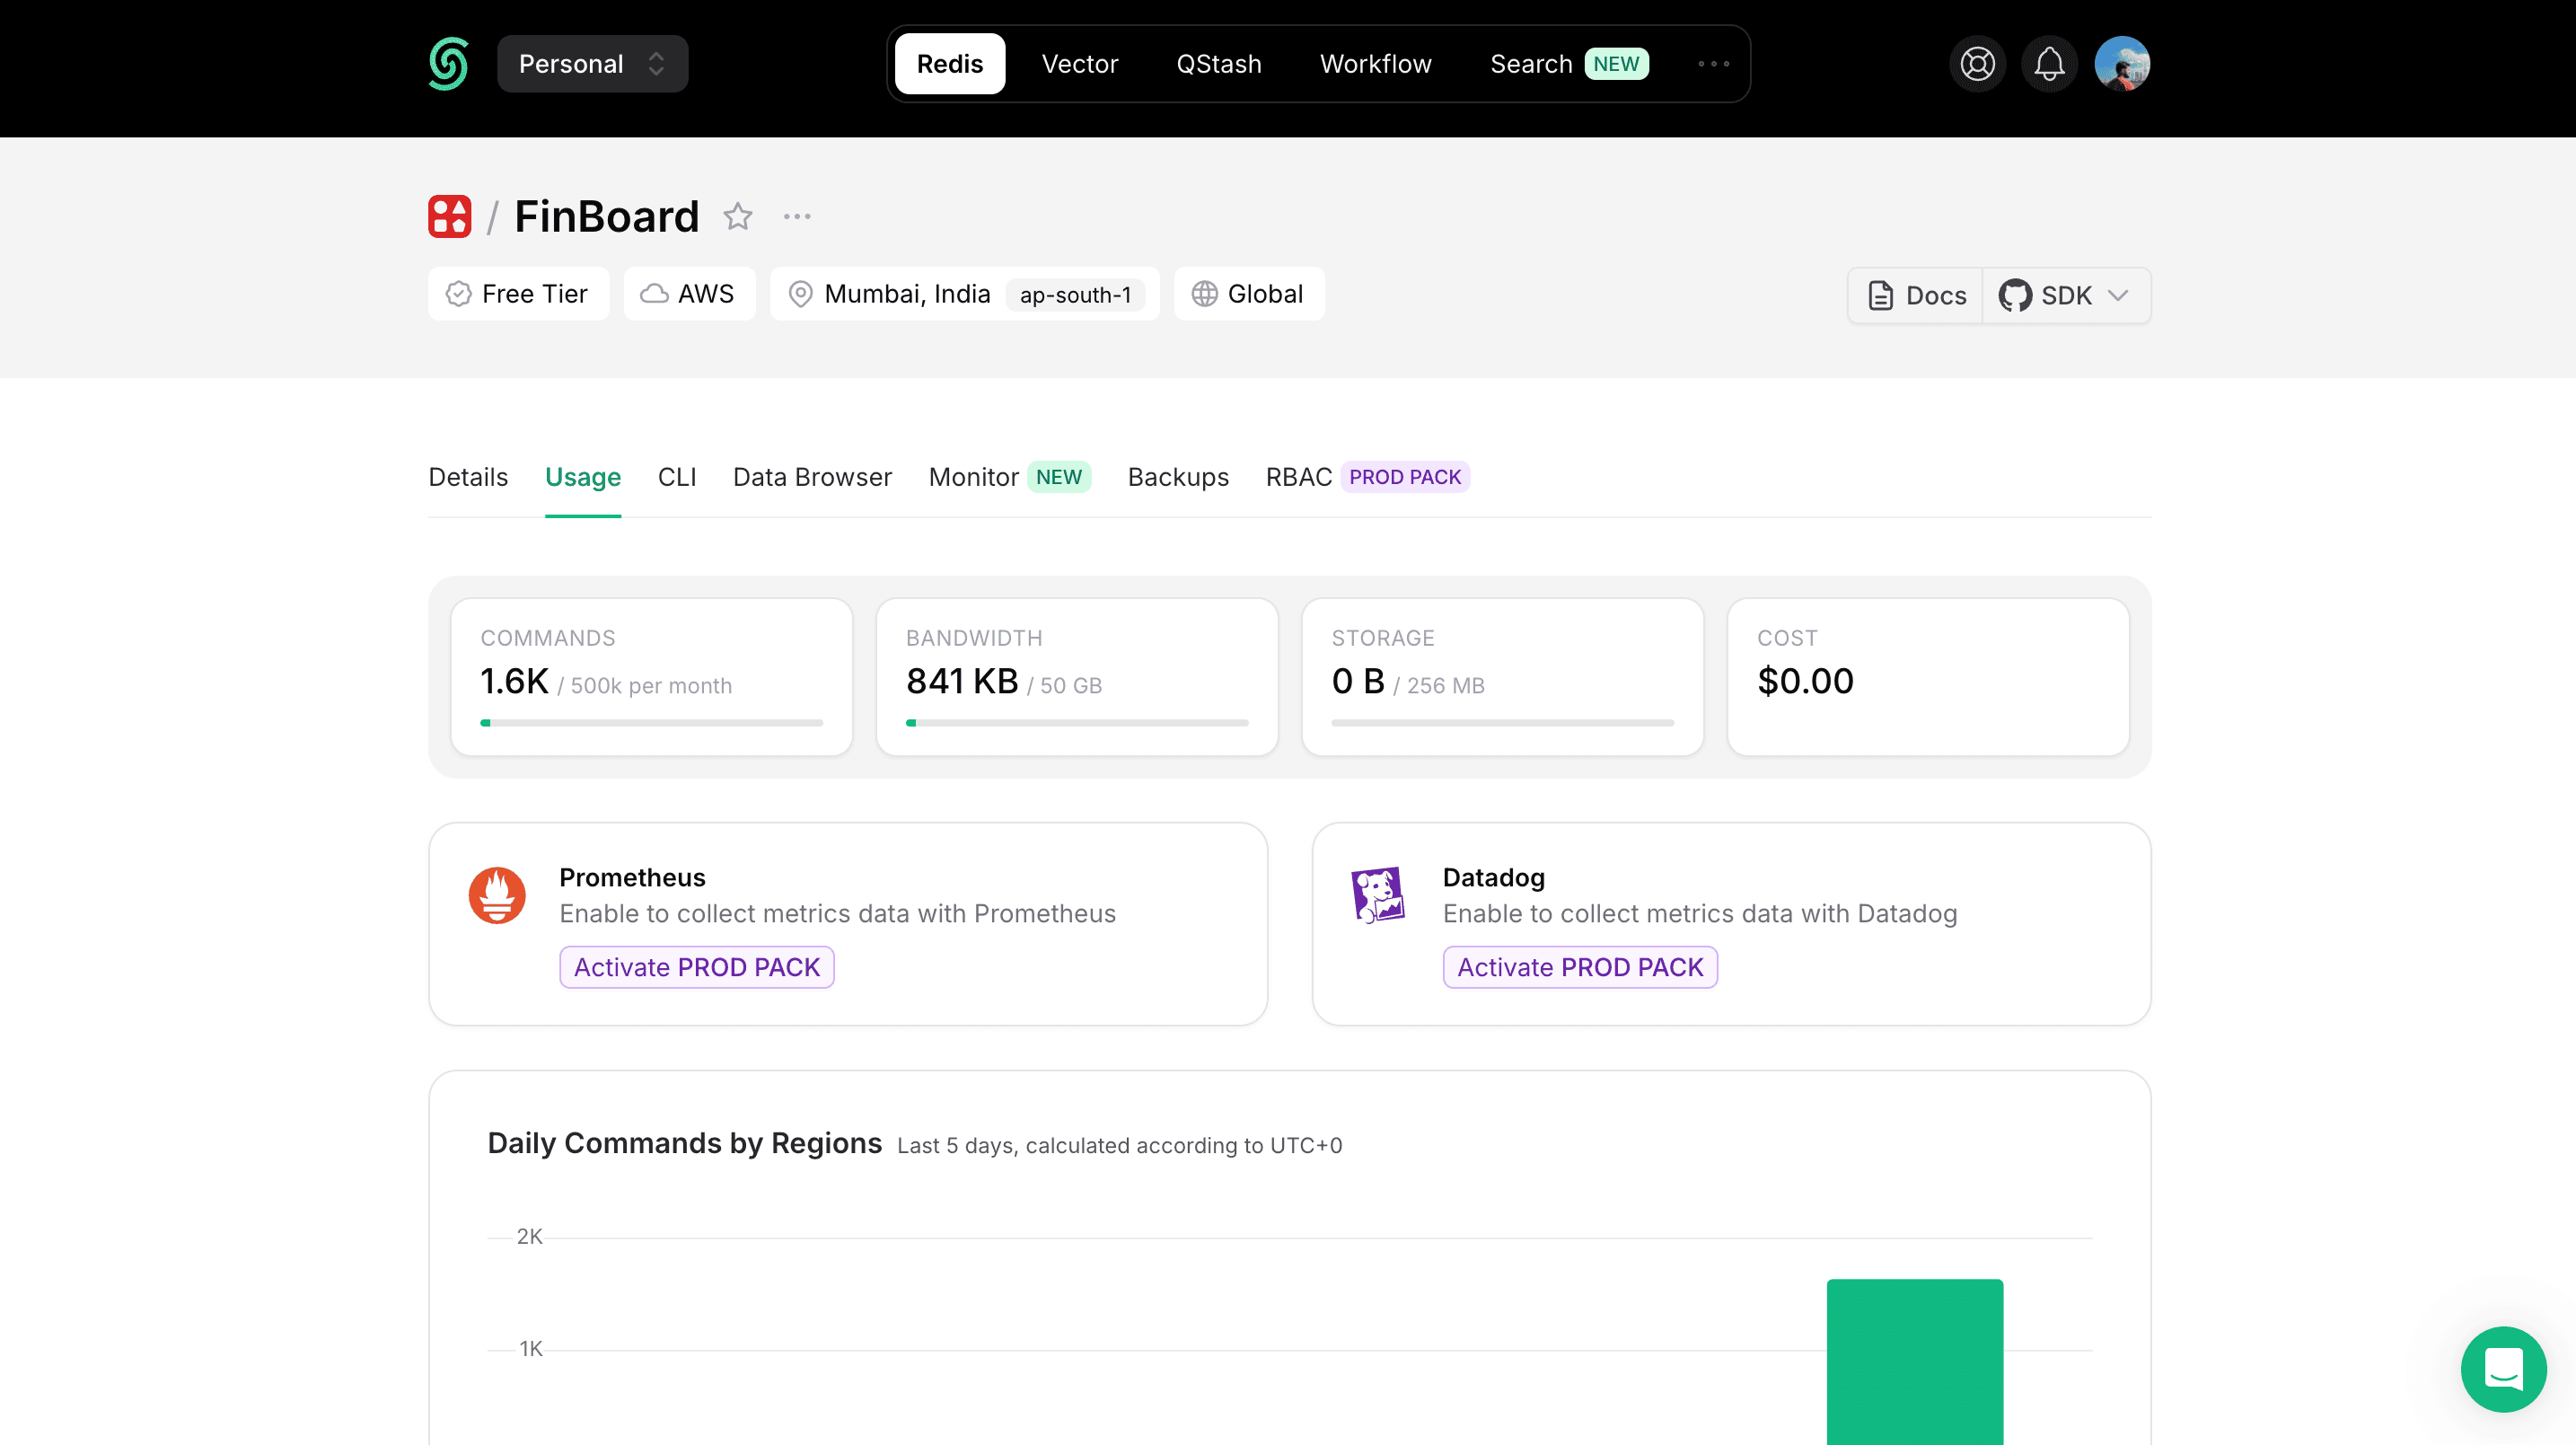 Personal
Redis Vector QStash Workflow Search NEW
/ FinBoard
Free Tier AWS Mumbai, India ap-south-1 Global
Docs SDK
Details Usage CLI Data Browser Monitor NEW Backups RBAC PROD PACK
COMMANDS
1.6K / 500k per month
BANDWIDTH
841 KB / 50 GB
STORAGE
0 B / 256 MB
COST
$0.00
Prometheus
Enable to collect metrics data with Prometheus
Activate PROD PACK
Datadog
Enable to collect metrics data with Datadog
Activate PROD PACK
Daily Commands by Regions Last 5 days, calculated according to UTC+0
2K
1K